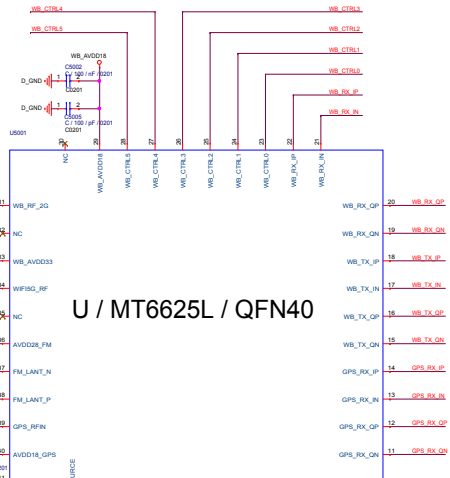 WB_CTRL4
WB_CTRL3
WB_CTRL5
WB_CTRL2
WB_CTRL1
WB_AVDD18
WB_CTRL0
C5002
C / 100 / nF / 0201
D_GND
1
2
C0201
WB_RX_IP
C5005
C / 100 / pF / 0201
D_GND
1
2
C0201
WB_RX_IN
U5001
30
29
28
27
26
25
24
23
22
21
NC
WB_AVDD18
WB_CTRL5
WB_CTRL4
WB_CTRL3
WB_CTRL2
WB_CTRL1
WB_CTRL0
WB_RX_IP
WB_RX_IN
WB_RF_2G
WB_RX_QP
20
WB_RX_QP
NC
WB_RX_QN
19
WB_RX_QN
WB_AVDD33
WB_TX_IP
18
WB_TX_IP
WIFI5G_RF
WB_TX_IN
17
WB_TX_IN
U / MT6625L / QFN40
NC
WB_TX_QP
16
WB_TX_QP
AVDD28_FM
WB_TX_QN
15
WB_TX_QN
FM_LANT_N
GPS_RX_IP
14
GPS_RX_IP
FM_LANT_P
GPS_RX_IN
13
GPS_RX_IN
GPS_RFIN
GPS_RX_QP
12
GPS_RX_QP
AVDD18_GPS
GPS_RX_QN
11
GPS_RX_QN